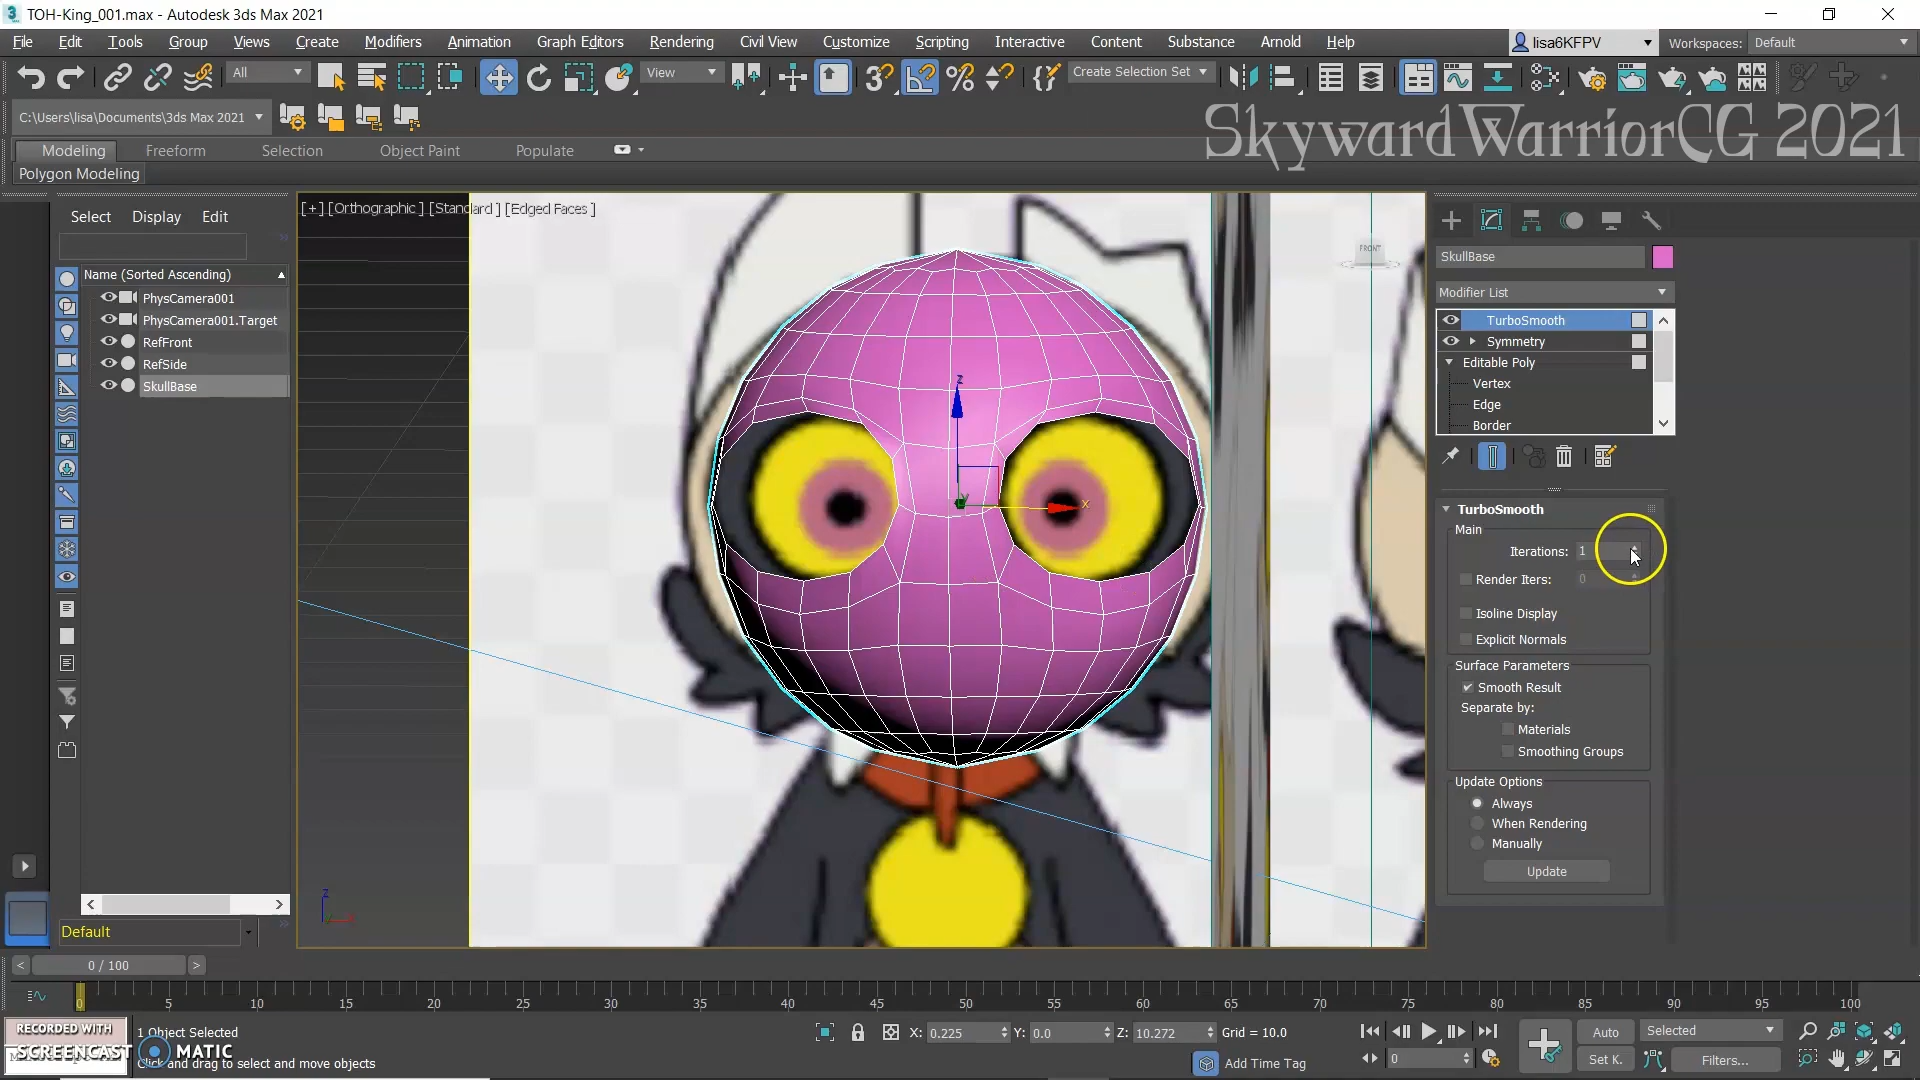 TOH-King_001.max - Autodesk 3ds Max 2021
File Edit Tools Group Views Create Modifiers Animation Graph Editors Rendering Civil View Customize Scripting Interactive Content Substance Arnold Help
lisa6KFPV
Workspaces: Default
All
View
Create Selection Set
C:\Users\lisa\Documents\3ds Max 2021
SkywardWarriorCG 2021
Modeling Freeform Selection Object Paint Populate
Polygon Modeling
Select Display Edit
Name (Sorted Ascending)
PhysCamera001
PhysCamera001.Target
RefFront
RefSide
SkullBase
Default
[+] [Orthographic ] [Standard ] [Edged Faces ]
FRONT
z
y
x
z
SkullBase
Modifier List
TurboSmooth
Symmetry
Editable Poly
Vertex
Edge
Border
TurboSmooth
Main
Iterations: 1
Render Iters: 0
Isoline Display
Explicit Normals
Surface Parameters
Smooth Result
Separate by:
Materials
Smoothing Groups
Update Options
Always
When Rendering
Manually
Update
< 0 / 100 >
0 5 10 15 20 25 30 35 40 45 50 55 60 65 70 75 80 85 90 95 100
RECORDED WITH
SCREENCAST MATIC
1 Object Selected
Click and drag to select and move objects
X: 0.225 Y: 0.0 Z: 10.272 Grid = 10.0
Add Time Tag
0
Auto Selected
Set K. Filters...